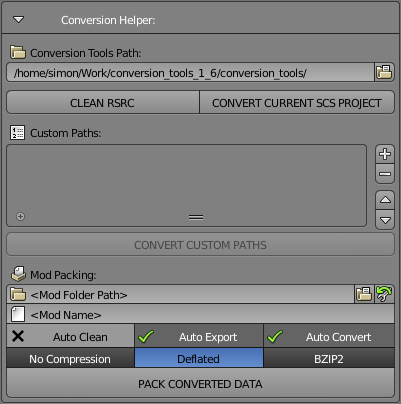 Conversion Helper:
Conversion Tools Path:
/home/simon/Work/conversion_tools_1_6/conversion_tools/
CLEAN RSRC CONVERT CURRENT SCS PROJECT
Custom Paths:
CONVERT CUSTOM PATHS
Mod Packing:
<Mod Folder Path>
<Mod Name>
Auto Clean Auto Export Auto Convert
No Compression Deflated BZIP2
PACK CONVERTED DATA